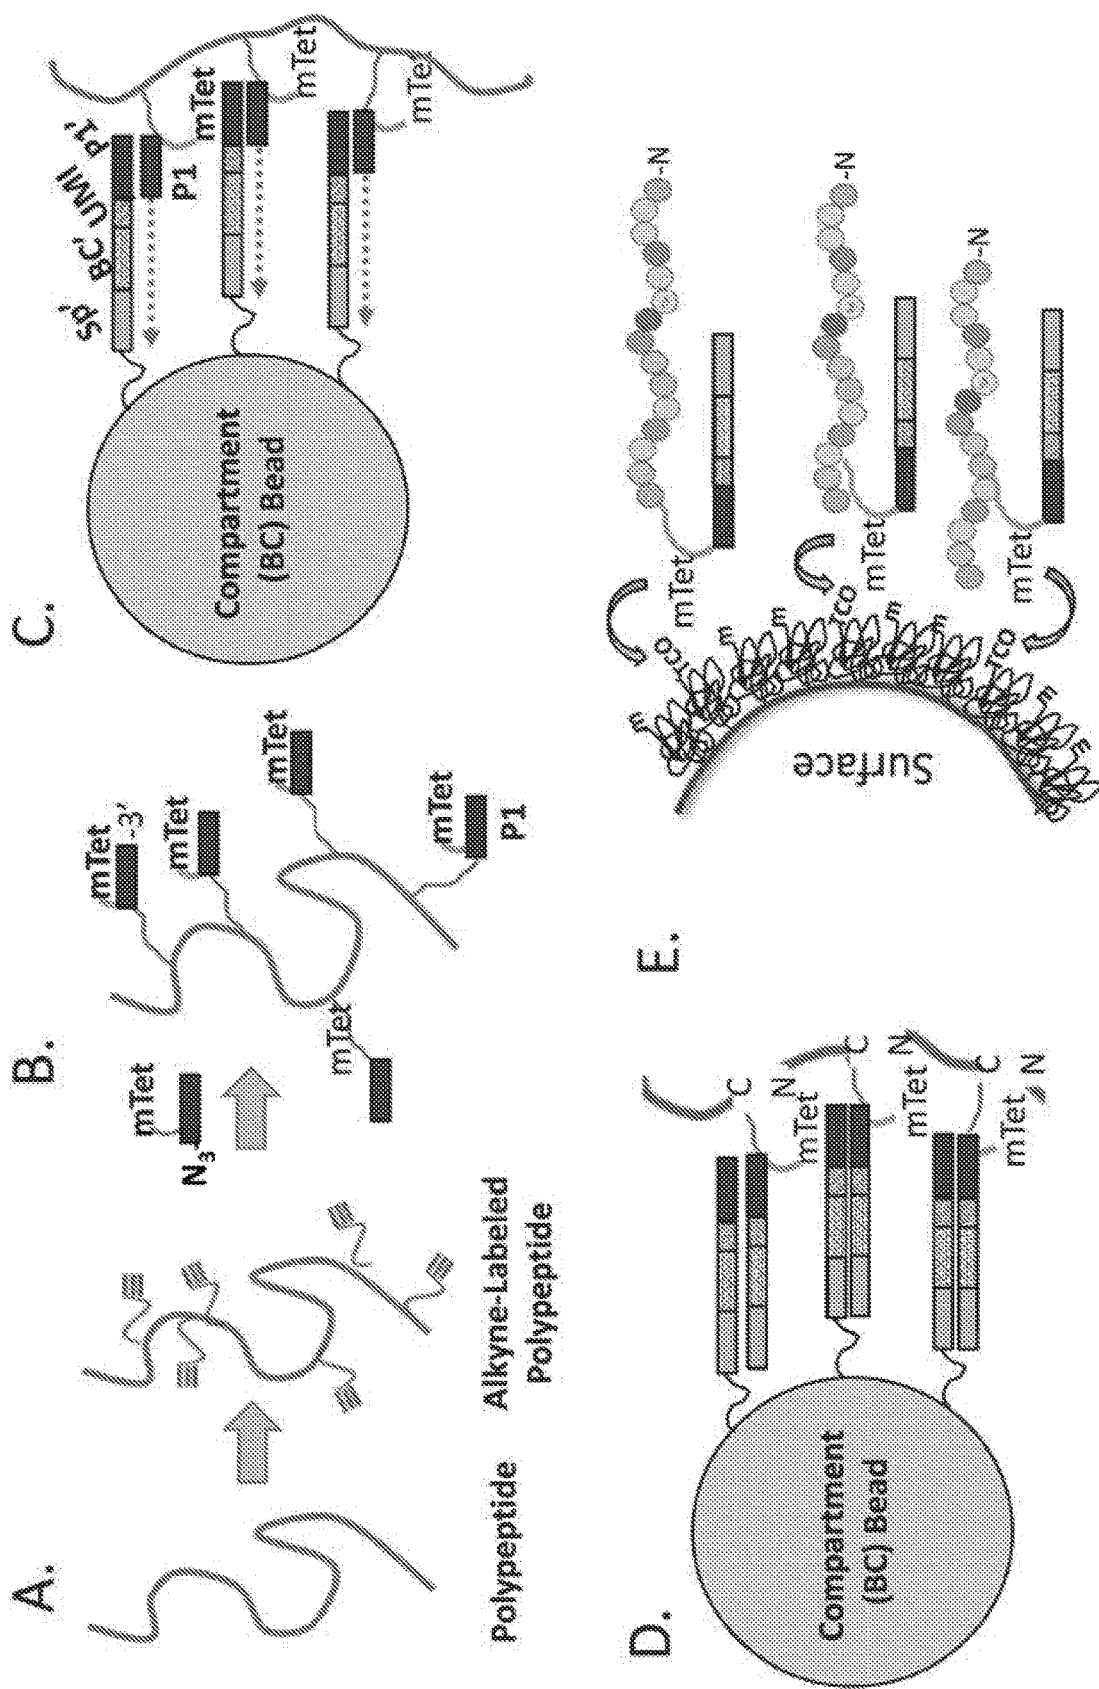 A.
Polypeptide
Alkyne-Labeled
Polypeptide
B.
mTet
N3
mTet
-3'
mTet
mTet
mTet
mTet
P1
C.
Compartment
(BC) Bead
Sp'
BC'
UMI
P1'
P1
mTet
mTet
mTet
D.
Compartment
(BC) Bead
C
N
mTet
C
N
mTet
C
N
mTet
E.
Surface
m
TCO
m
m
TCO
m
m
TCO
m
m
mTet
mTet
mTet
-N
-N
-N